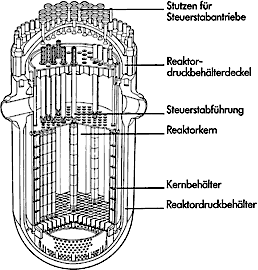 Stutzen für
Steuerstabantriebe
Reaktor-
druckbehälterdeckel
Steuerstabführung
Reaktorkern
Kernbehälter
Reaktordruckbehälter